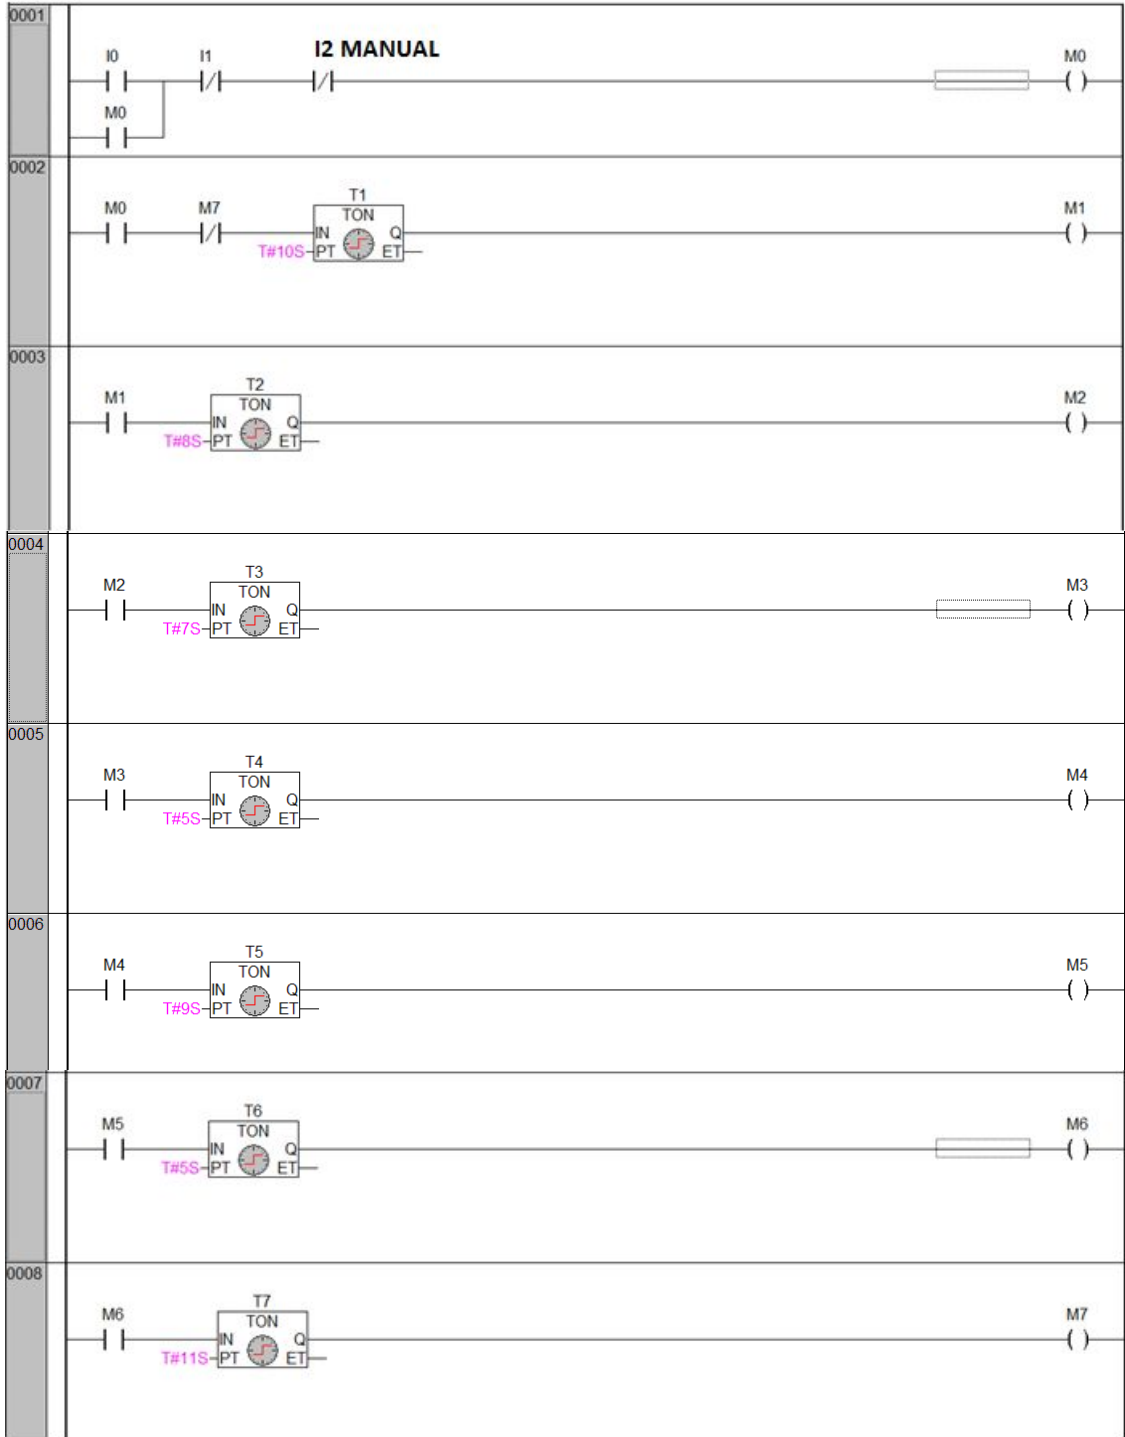 0001
I0 I1 I2 MANUAL M0
M0
0002
M0 M7 T1 M1
TON
IN Q
T#10S PT ET
0003
M1 T2 M2
TON
IN Q
T#8S PT ET
0004
M2 T3 M3
TON
IN Q
T#7S PT ET
0005
M3 T4 M4
TON
IN Q
T#5S PT ET
0006
M4 T5 M5
TON
IN Q
T#9S PT ET
0007
M5 T6 M6
TON
IN Q
T#5S PT ET
0008
M6 T7 M7
TON
IN Q
T#11S PT ET